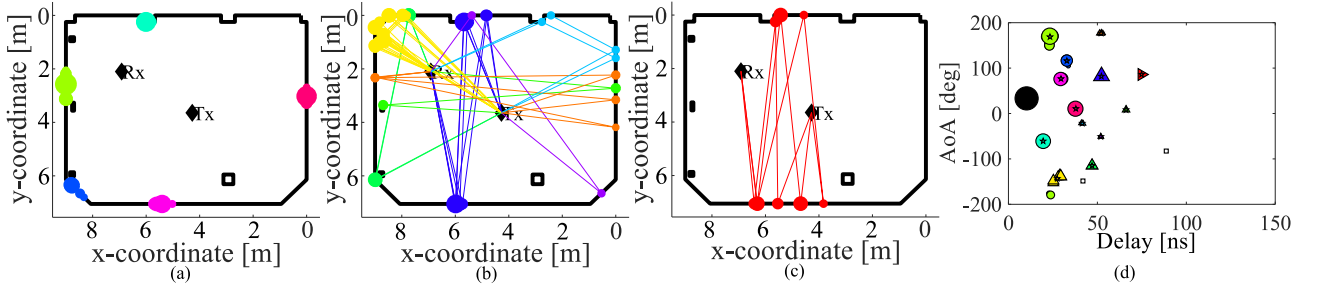 y-coordinate [m]
0
2
4
6
8 6 4 2 0
x-coordinate [m]
Rx
Tx
(a)
y-coordinate [m]
0
2
4
6
8 6 4 2 0
x-coordinate [m]
Rx
Tx
(b)
y-coordinate [m]
0
2
4
6
8 6 4 2 0
x-coordinate [m]
Rx
Tx
(c)
AoA [deg]
200
100
0
-100
-200
0 50 100 150
Delay [ns]
(d)